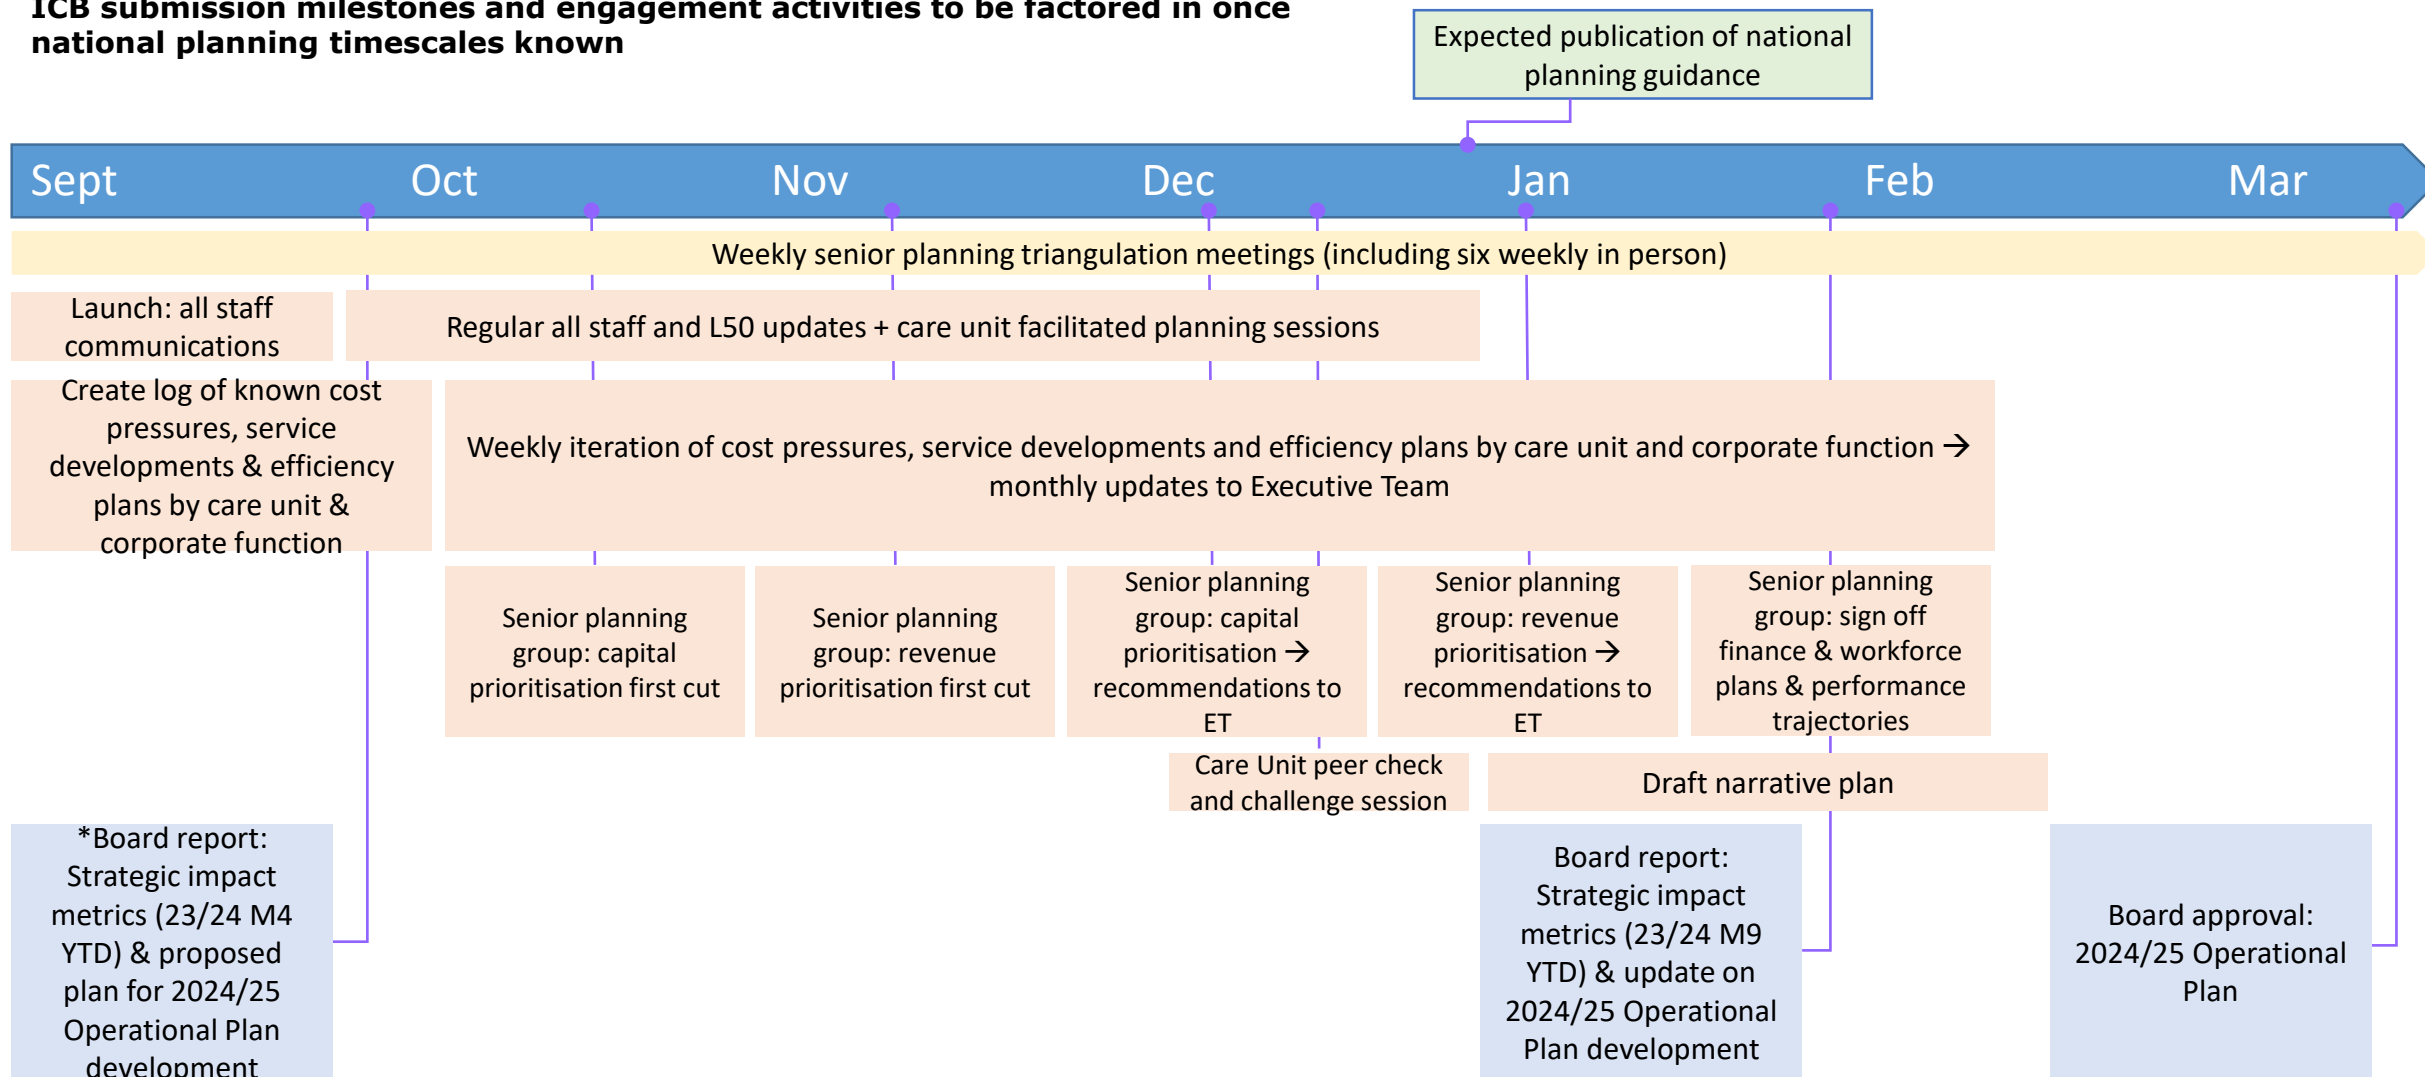 ICB submission milestones and engagement activities to be factored in once
national planning timescales known
Expected publication of national
planning guidance
Sept Oct Nov Dec Jan Feb Mar
Weekly senior planning triangulation meetings (including six weekly in person)
Launch: all staff
communications
Regular all staff and L50 updates + care unit facilitated planning sessions
Create log of known cost
pressures, service
developments & efficiency
plans by care unit &
corporate function
Weekly iteration of cost pressures, service developments and efficiency plans by care unit and corporate function →
monthly updates to Executive Team
Senior planning
group: capital
prioritisation first cut
Senior planning
group: revenue
prioritisation first cut
Senior planning
group: capital
prioritisation →
recommendations to
ET
Senior planning
group: revenue
prioritisation →
recommendations to
ET
Senior planning
group: sign off
finance & workforce
plans & performance
trajectories
Care Unit peer check
and challenge session
Draft narrative plan
*Board report:
Strategic impact
metrics (23/24 M4
YTD) & proposed
plan for 2024/25
Operational Plan
development
Board report:
Strategic impact
metrics (23/24 M9
YTD) & update on
2024/25 Operational
Plan development
Board approval:
2024/25 Operational
Plan